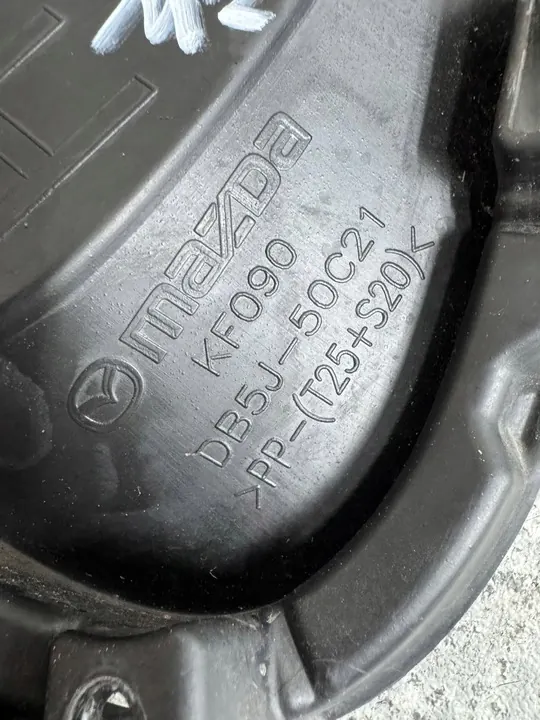 mazda
KF090
DB5J-50C21
>PP-(T25+S20)<